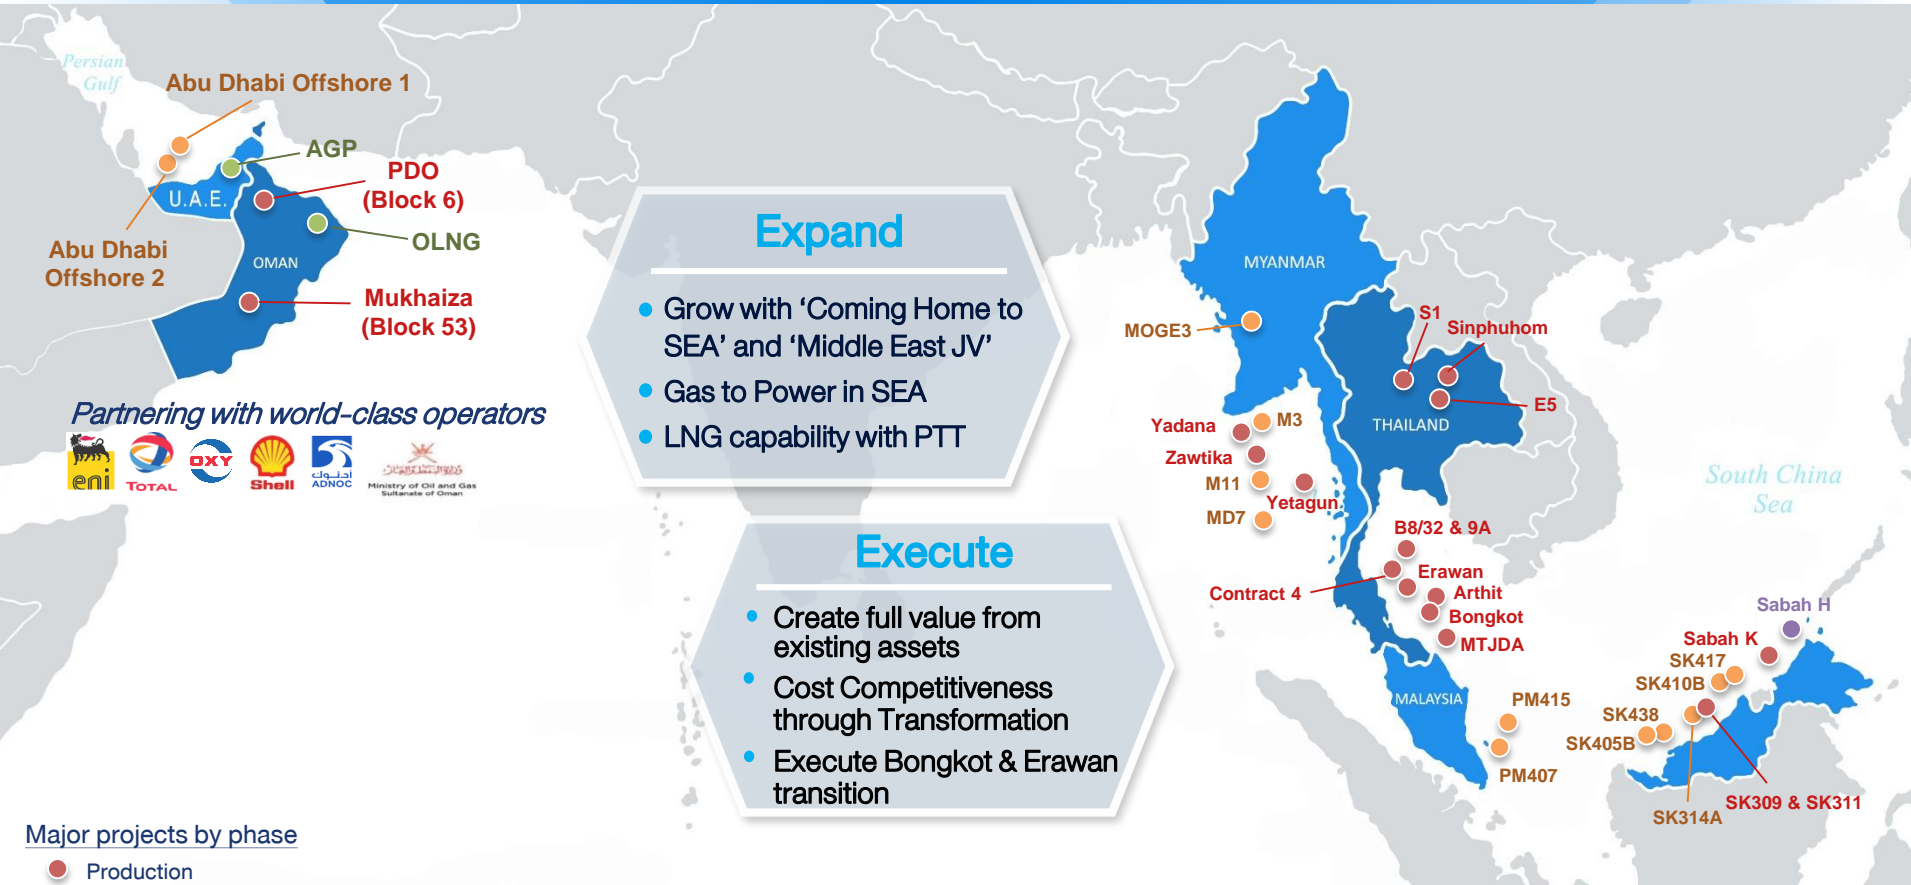 Persian
Gulf
Abu Dhabi Offshore 1
AGP
PDO
(Block 6)
U.A.E.
OLNG
Abu Dhabi
Offshore 2
OMAN
Mukhaiza
(Block 53)
Partnering with world-class operators
eni
TOTAL
OXY
Shell
أدنوك
ADNOC
Ministry of Oil and Gas
Sultanate of Oman
Expand
Grow with ‘Coming Home to
SEA’ and ‘Middle East JV’
Gas to Power in SEA
LNG capability with PTT
Execute
Create full value from
existing assets
Cost Competitiveness
through Transformation
Execute Bongkot & Erawan
transition
MYANMAR
MOGE3
S1
Sinphuhom
E5
THAILAND
Yadana
M3
Zawtika
M11
Yetagun
MD7
B8/32 & 9A
Erawan
Contract 4
Arthit
Bongkot
MTJDA
South China
Sea
MALAYSIA
PM415
PM407
Sabah H
Sabah K
SK417
SK410B
SK438
SK405B
SK309 & SK311
SK314A
Major projects by phase
Production